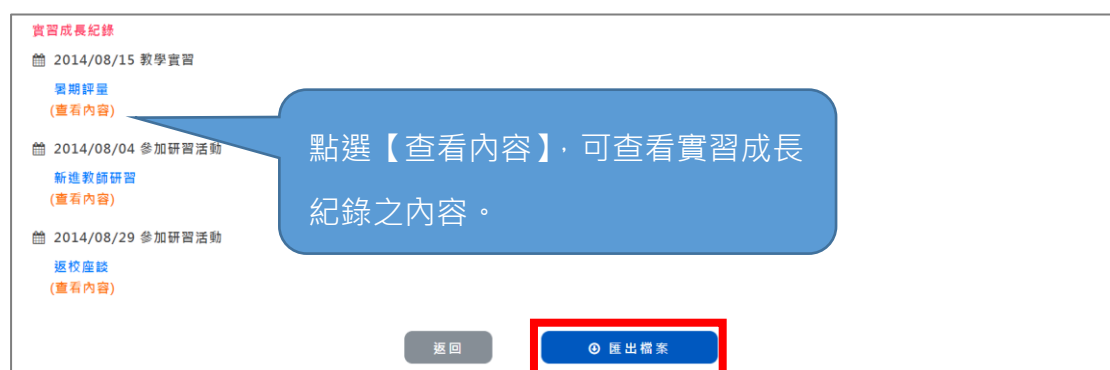 實習成長紀錄
2014/08/15 教學實習
暑期評量
(查看內容)
2014/08/04 參加研習活動
新進教師研習
(查看內容)
2014/08/29 參加研習活動
返校座談
(查看內容)
點選【查看內容】，可查看實習成長
紀錄之內容。
返回
匯出檔案